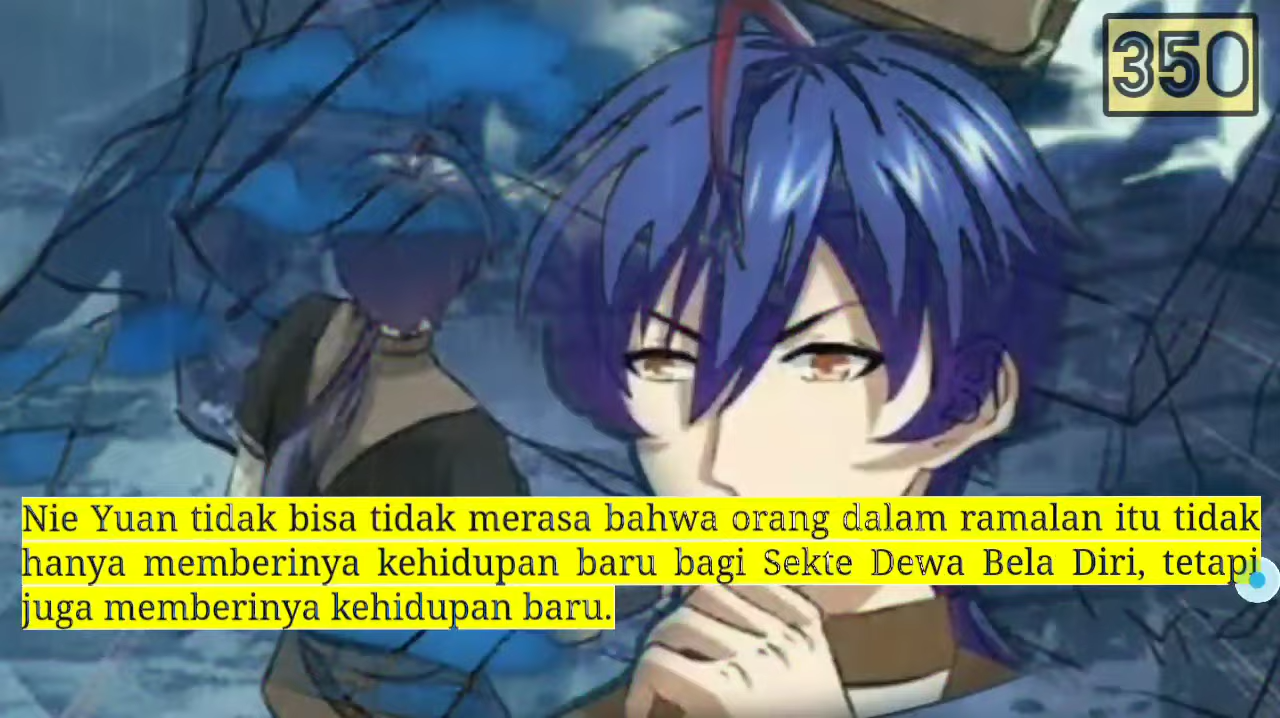 350
Nie Yuan tidak bisa tidak merasa bahwa orang dalam ramalan itu tidak
hanya memberinya kehidupan baru bagi Sekte Dewa Bela Diri, tetapi
juga memberinya kehidupan baru.